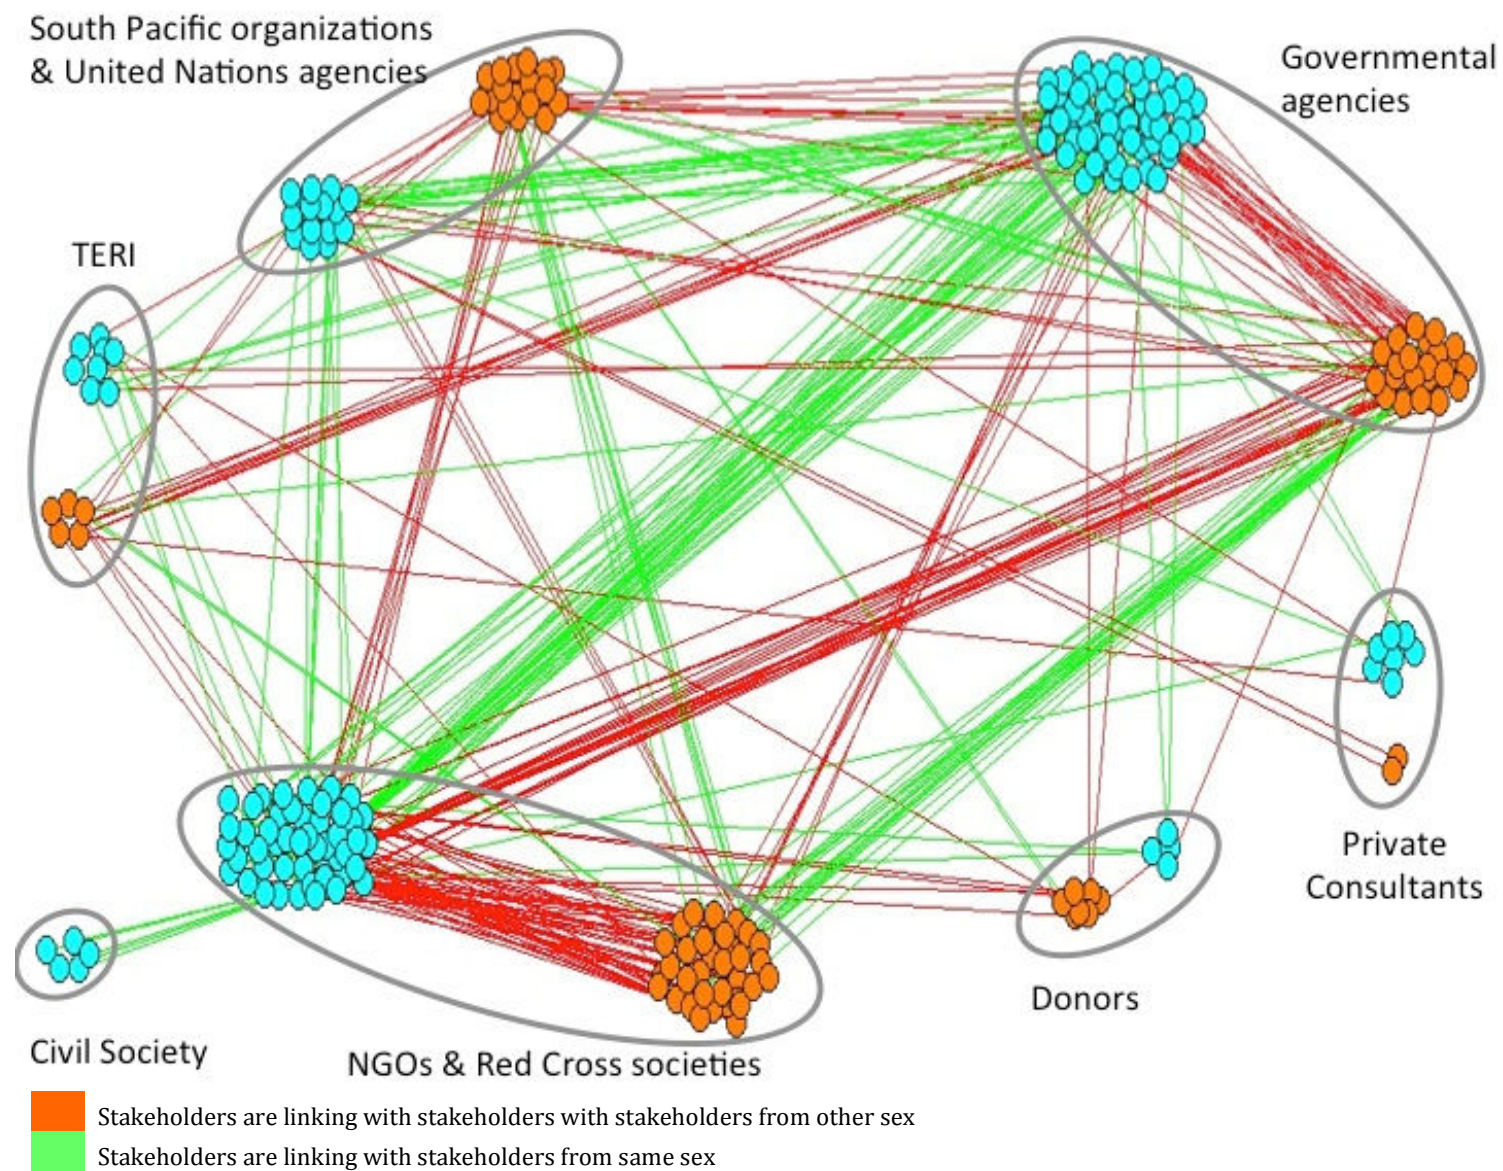 South Pacific organizations
& United Nations agencies
Governmental
agencies
TERI
Private
Consultants
Donors
Civil Society
NGOs & Red Cross societies
Stakeholders are linking with stakeholders with stakeholders from other sex
Stakeholders are linking with stakeholders from same sex